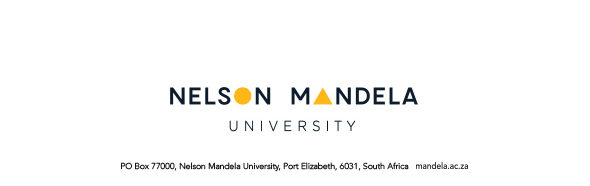 NELSON MANDELA
UNIVERSITY
PO Box 77000, Nelson Mandela University, Port Elizabeth, 6031, South Africa mandela.ac.za